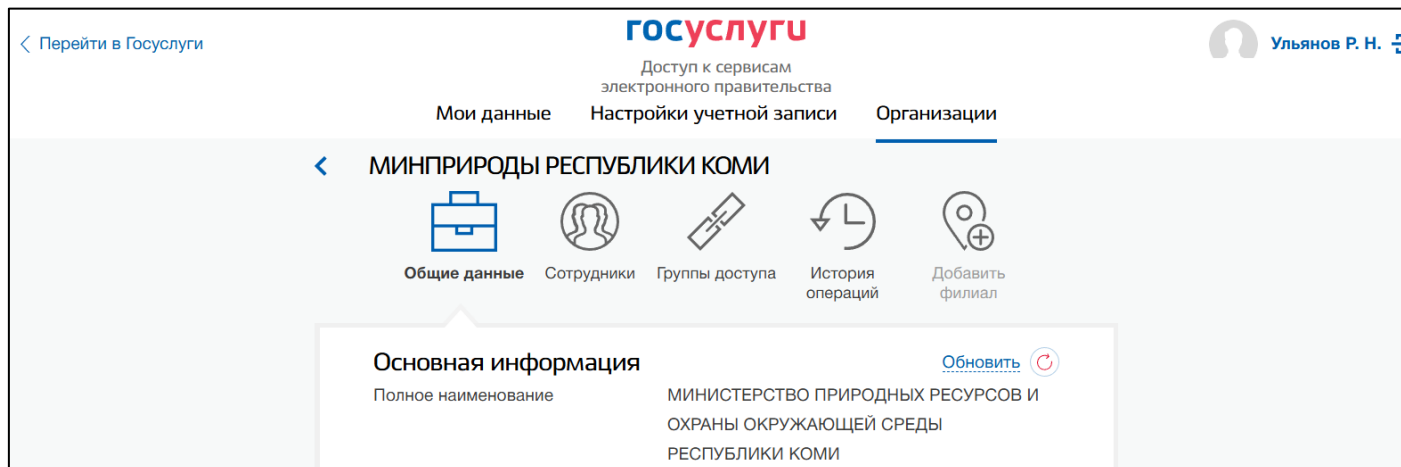 госуслуги
Перейти в Госуслуги
Ульянов Р. Н.
Доступ к сервисам
электронного правительства
Мои данные Настройки учетной записи Организации
МИНПРИРОДЫ РЕСПУБЛИКИ КОМИ
Общие данные Сотрудники Группы доступа История операций Добавить филиал
Основная информация Обновить
Полное наименование МИНИСТЕРСТВО ПРИРОДНЫХ РЕСУРСОВ И
ОХРАНЫ ОКРУЖАЮЩЕЙ СРЕДЫ
РЕСПУБЛИКИ КОМИ